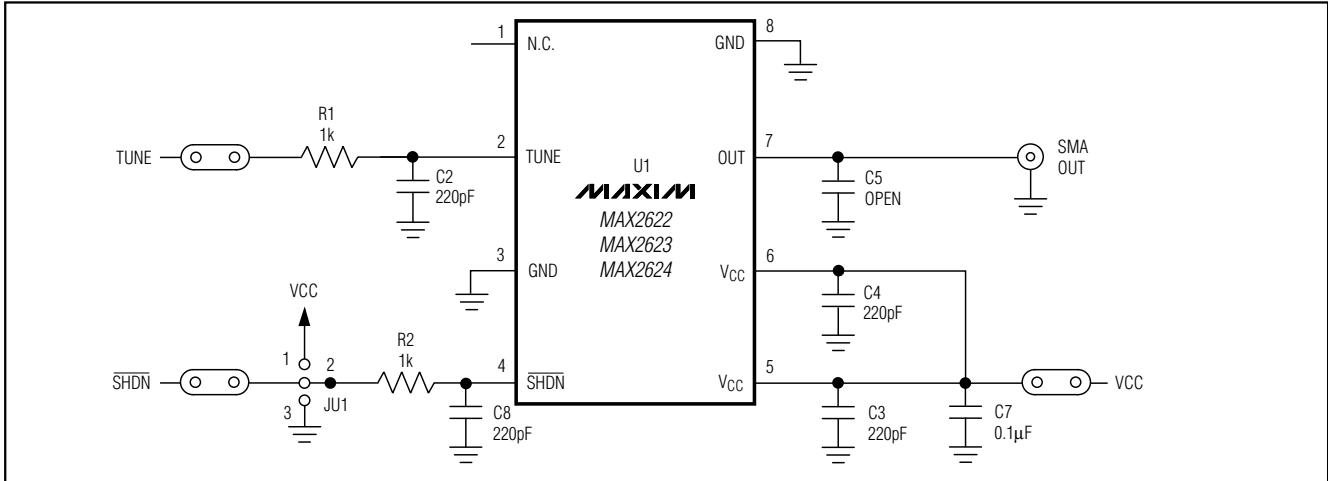 1
N.C.
GND
8
TUNE
R1
1k
2
TUNE
C2
220pF
U1
MAXIM
MAX2622
MAX2623
MAX2624
OUT
7
C5
OPEN
SMA
OUT
3
GND
VCC
6
VCC
C4
220pF
SHDN
1
2
3
JU1
R2
1k
4
SHDN
C8
220pF
VCC
5
C3
220pF
C7
0.1µF
VCC